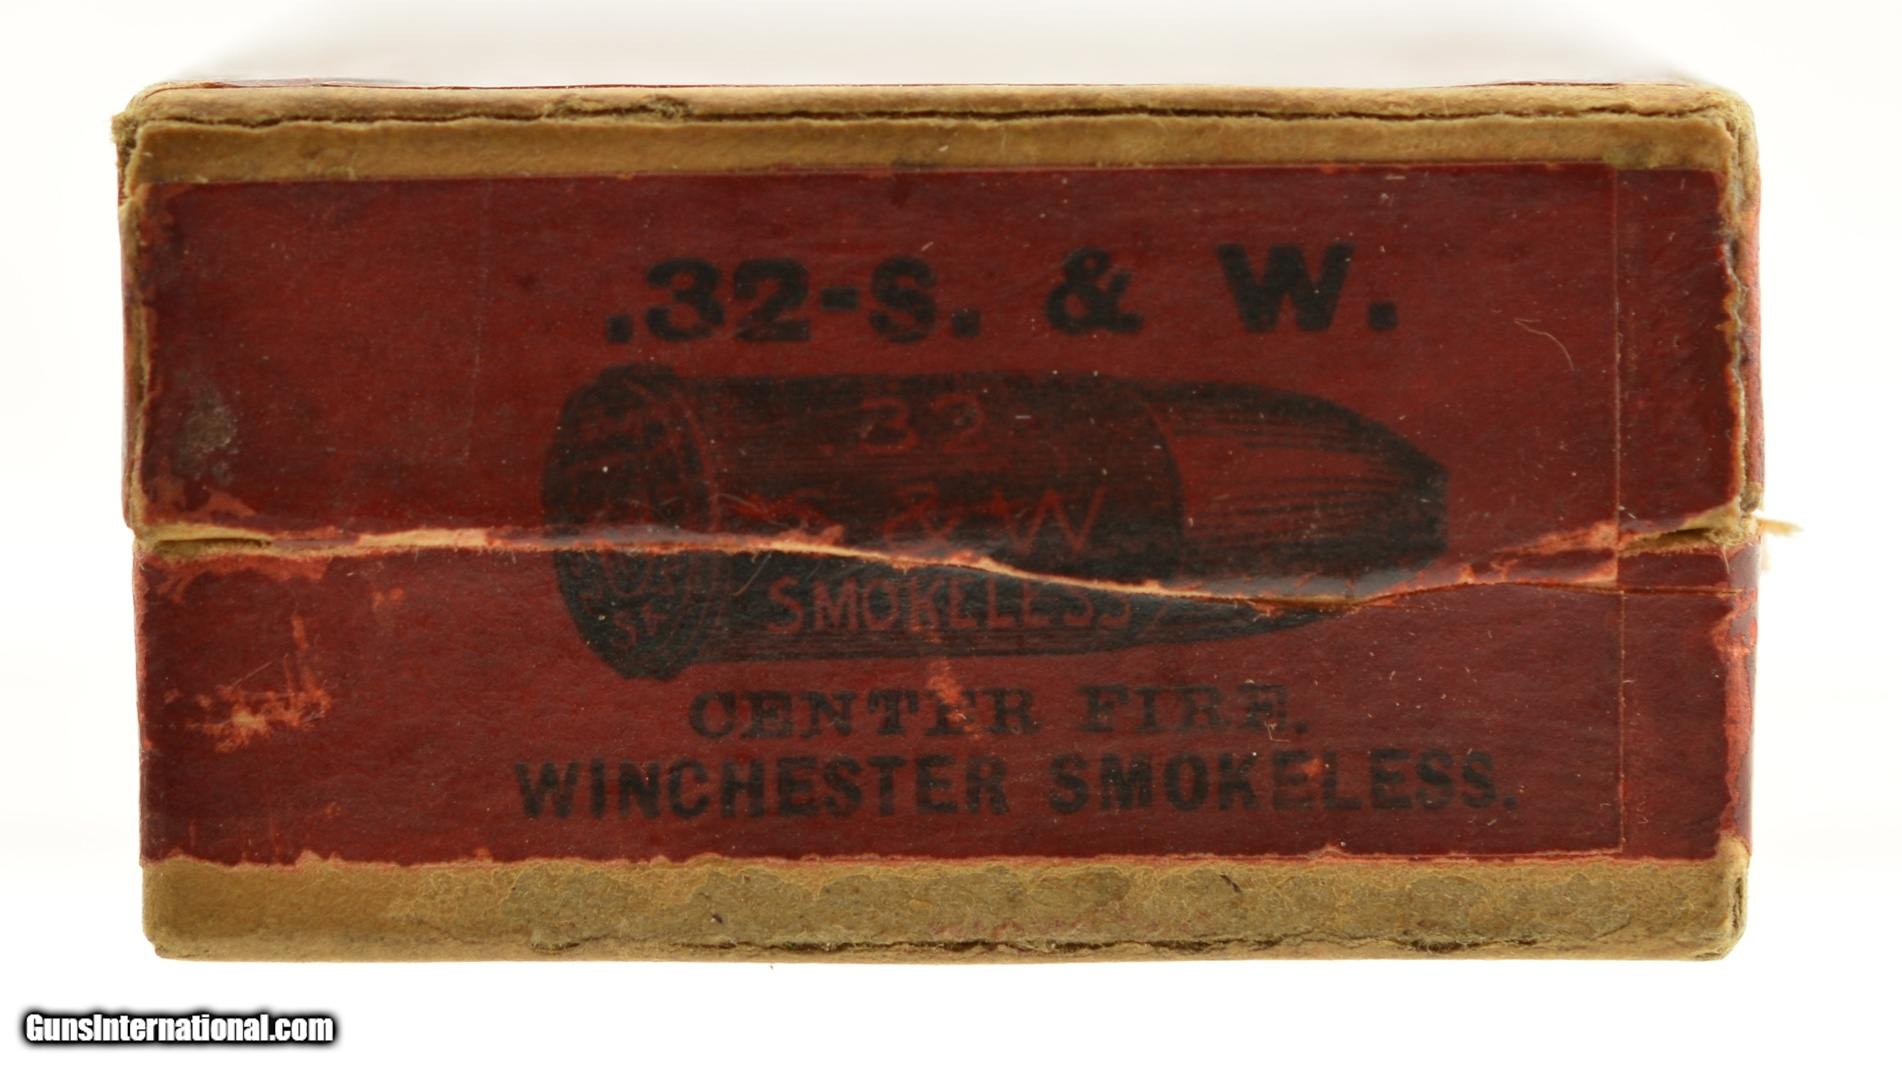 .32-S. & W.
.32
S. & W
SMOKELESS
CENTER FIRE.
WINCHESTER SMOKELESS.
GunsInternational.com